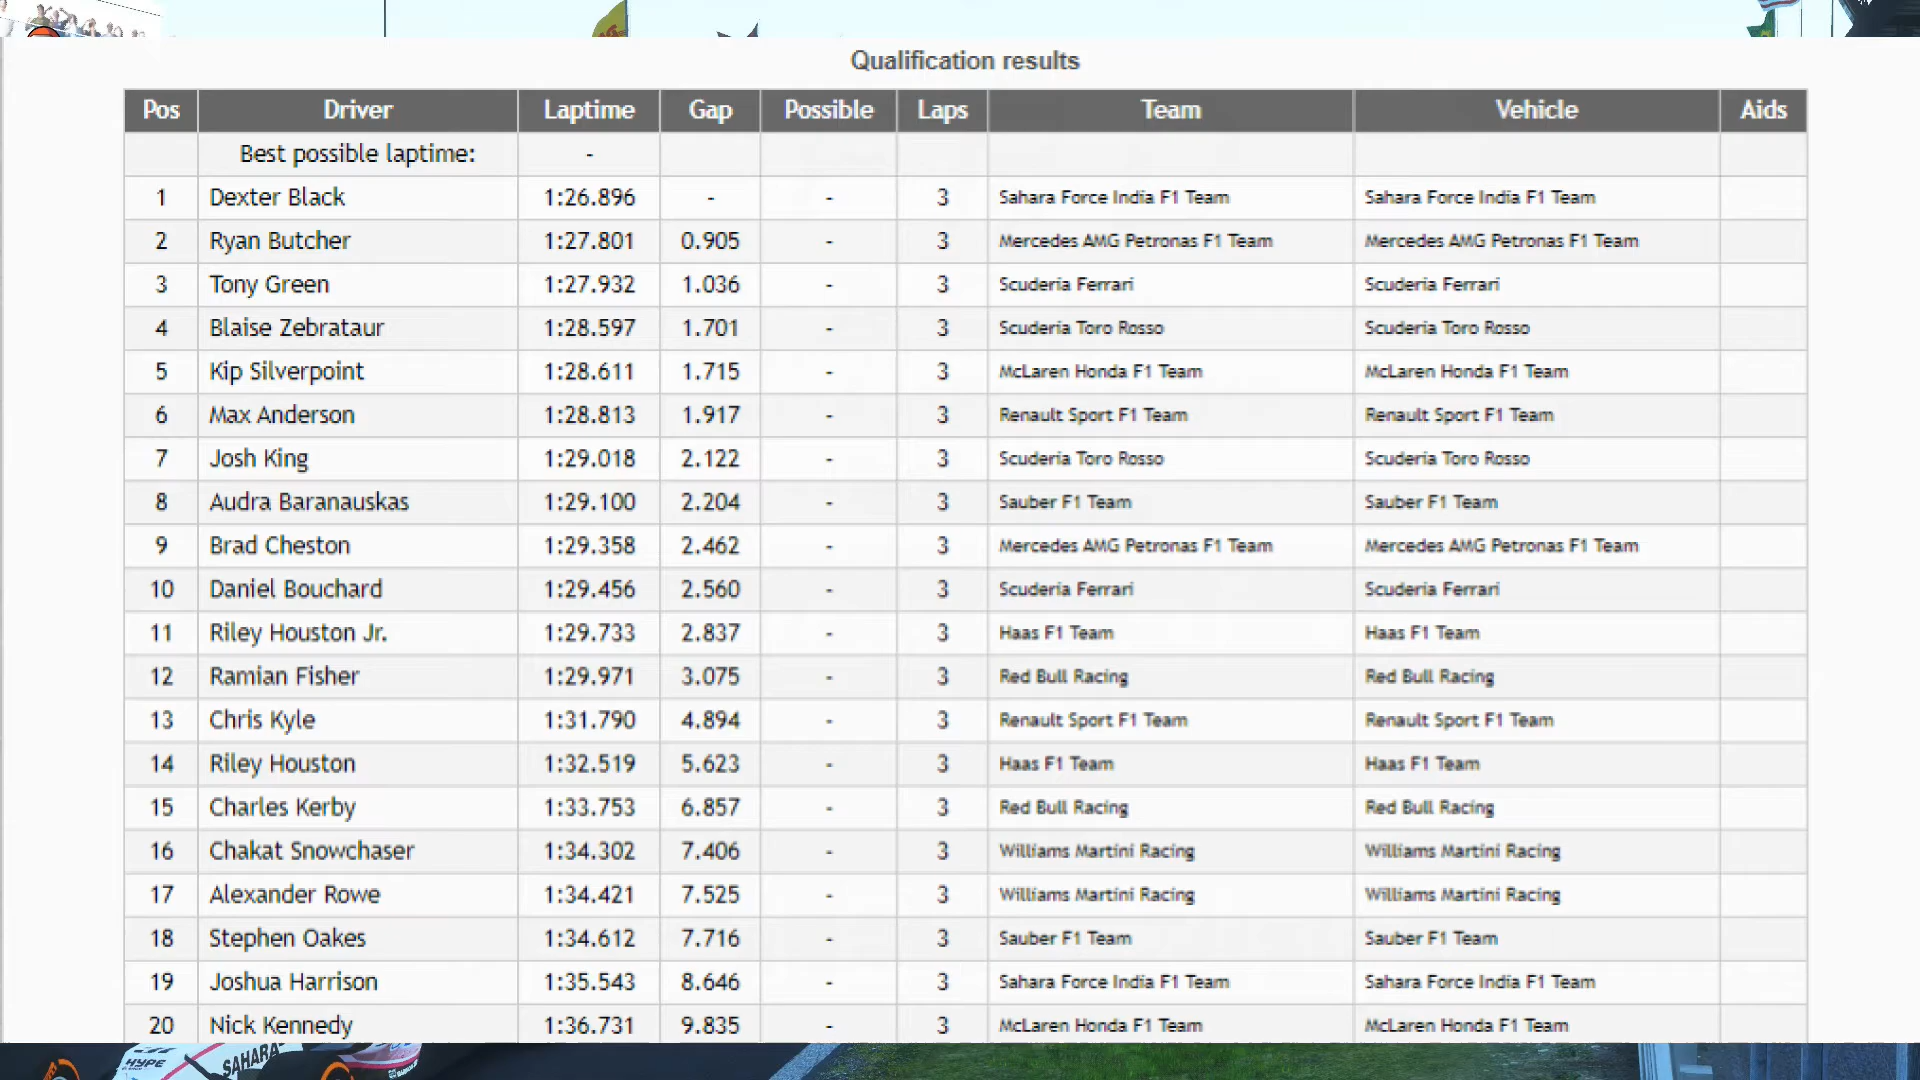 Qualification results
Pos Driver Laptime Gap Possible Laps Team Vehicle Aids
Best possible laptime: -
1 Dexter Black 1:26.896 - - 3 Sahara Force India F1 Team Sahara Force India F1 Team
2 Ryan Butcher 1:27.801 0.905 - 3 Mercedes AMG Petronas F1 Team Mercedes AMG Petronas F1 Team
3 Tony Green 1:27.932 1.036 - 3 Scuderia Ferrari Scuderia Ferrari
4 Blaise Zebrataur 1:28.597 1.701 - 3 Scuderia Toro Rosso Scuderia Toro Rosso
5 Kip Silverpoint 1:28.611 1.715 - 3 McLaren Honda F1 Team McLaren Honda F1 Team
6 Max Anderson 1:28.813 1.917 - 3 Renault Sport F1 Team Renault Sport F1 Team
7 Josh King 1:29.018 2.122 - 3 Scuderia Toro Rosso Scuderia Toro Rosso
8 Audra Baranauskas 1:29.100 2.204 - 3 Sauber F1 Team Sauber F1 Team
9 Brad Cheston 1:29.358 2.462 - 3 Mercedes AMG Petronas F1 Team Mercedes AMG Petronas F1 Team
10 Daniel Bouchard 1:29.456 2.560 - 3 Scuderia Ferrari Scuderia Ferrari
11 Riley Houston Jr. 1:29.733 2.837 - 3 Haas F1 Team Haas F1 Team
12 Ramian Fisher 1:29.971 3.075 - 3 Red Bull Racing Red Bull Racing
13 Chris Kyle 1:31.790 4.894 - 3 Renault Sport F1 Team Renault Sport F1 Team
14 Riley Houston 1:32.519 5.623 - 3 Haas F1 Team Haas F1 Team
15 Charles Kerby 1:33.753 6.857 - 3 Red Bull Racing Red Bull Racing
16 Chakat Snowchaser 1:34.302 7.406 - 3 Williams Martini Racing Williams Martini Racing
17 Alexander Rowe 1:34.421 7.525 - 3 Williams Martini Racing Williams Martini Racing
18 Stephen Oakes 1:34.612 7.716 - 3 Sauber F1 Team Sauber F1 Team
19 Joshua Harrison 1:35.543 8.646 - 3 Sahara Force India F1 Team Sahara Force India F1 Team
20 Nick Kennedy 1:36.731 9.835 - 3 McLaren Honda F1 Team McLaren Honda F1 Team
HYPE
SAHARA